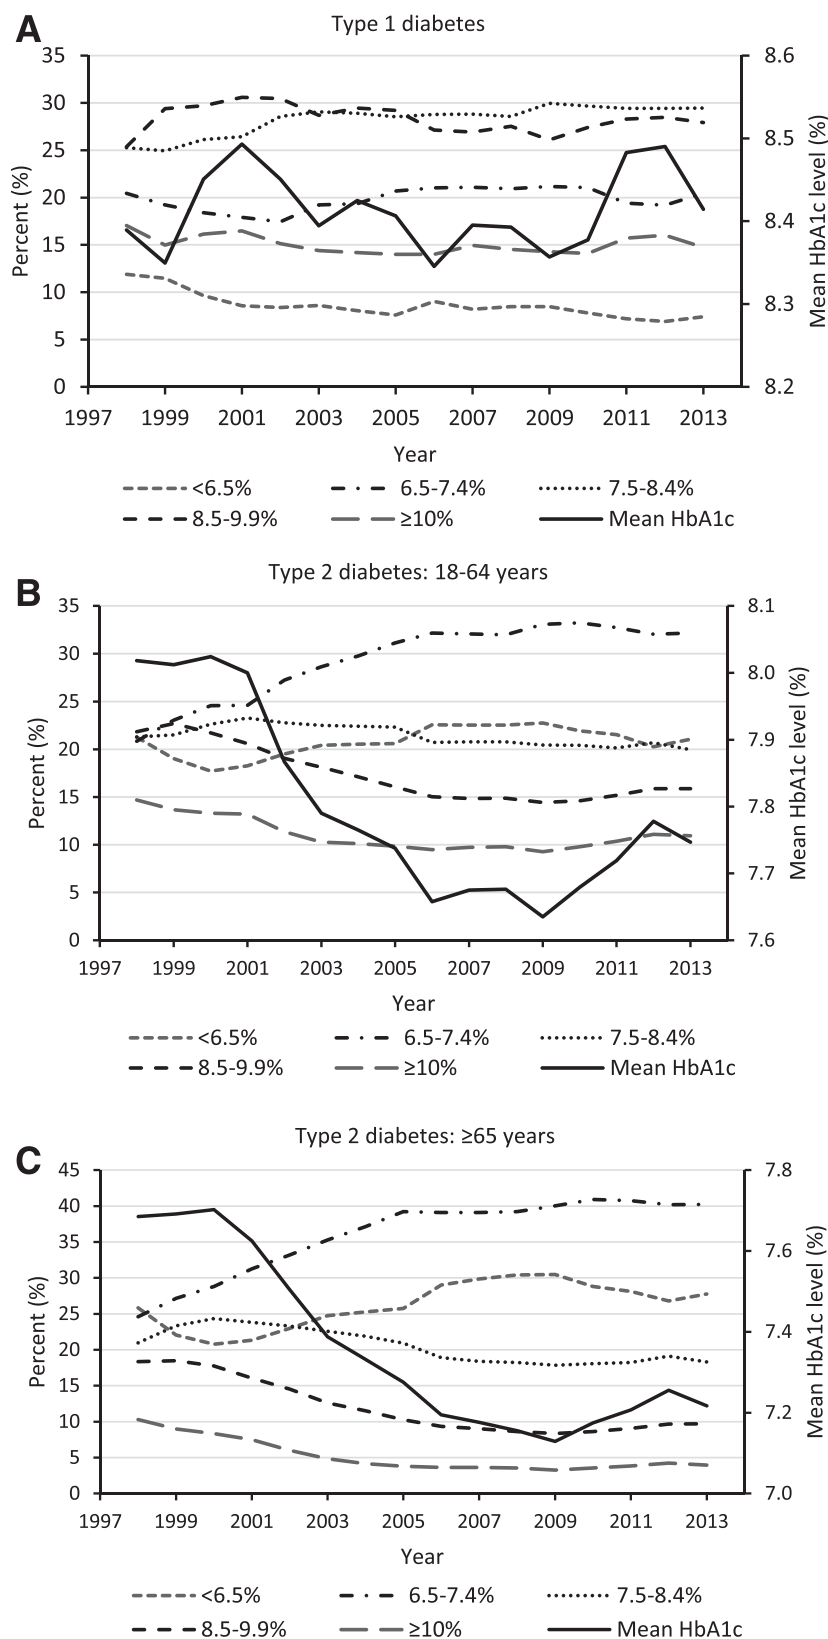 A
Type 1 diabetes
35 8.6
30
8.5
25
20
8.4
15
10
8.3
5
0 8.2
Percent (%)
Mean HbA1c level (%)
1997 1999 2001 2003 2005 2007 2009 2011 2013
Year
<6.5% 6.5-7.4% 7.5-8.4%
8.5-9.9% ≥10% Mean HbA1c
B
Type 2 diabetes: 18-64 years
35 8.1
30
8.0
25
7.9
20
15
7.8
10
7.7
5
0 7.6
Percent (%)
Mean HbA1c level (%)
1997 1999 2001 2003 2005 2007 2009 2011 2013
Year
<6.5% 6.5-7.4% 7.5-8.4%
8.5-9.9% ≥10% Mean HbA1c
C
Type 2 diabetes: ≥65 years
45 7.8
40
35
7.6
30
25
7.4
20
15
7.2
10
5
0 7.0
Percent (%)
Mean HbA1c level (%)
1997 1999 2001 2003 2005 2007 2009 2011 2013
Year
<6.5% 6.5-7.4% 7.5-8.4%
8.5-9.9% ≥10% Mean HbA1c